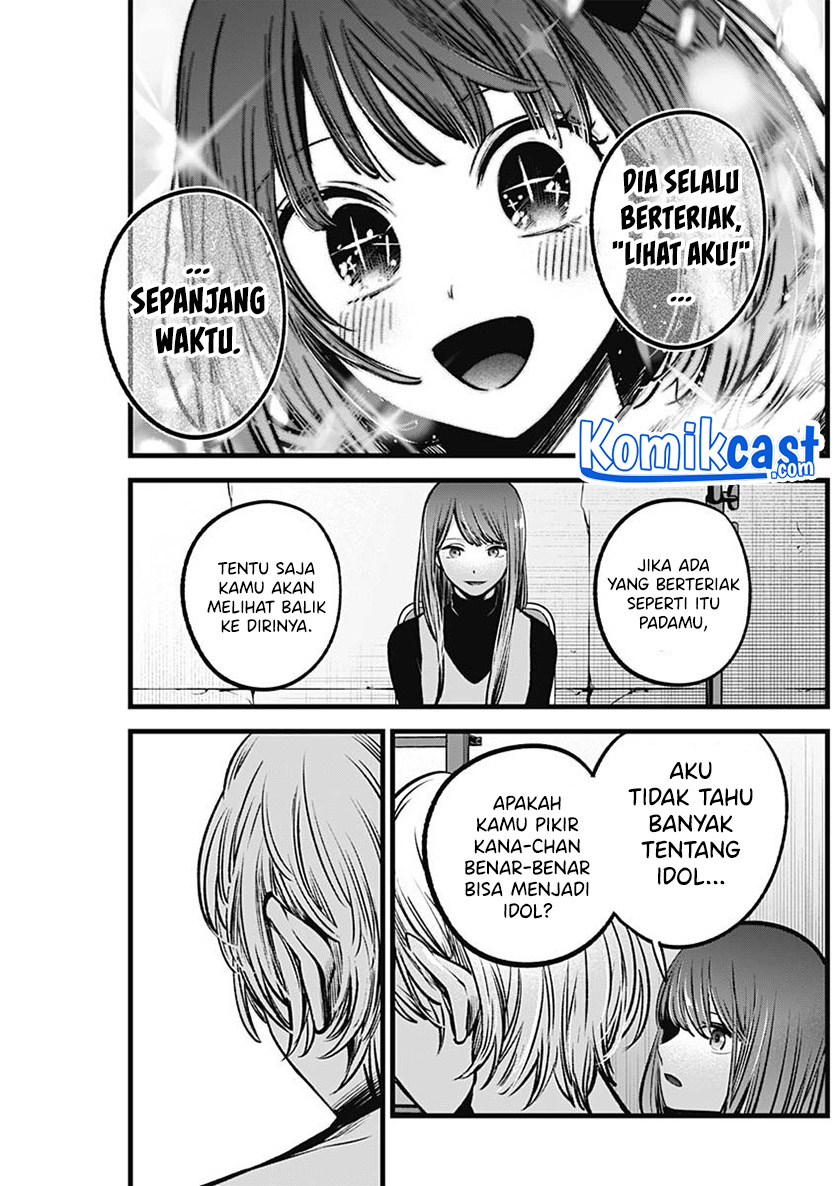 DIA SELALU
BERTERIAK,
"LIHAT AKU!"
...
...
SEPANJANG
WAKTU.
Komikcast
.com
JIKA ADA
YANG BERTERIAK
SEPERTI ITU
PADAMU,
TENTU SAJA
KAMU AKAN
MELIHAT BALIK
KE DIRINYA.
AKU
TIDAK TAHU
BANYAK
TENTANG
IDOL...
APAKAH
KAMU PIKIR
KANA-CHAN
BENAR-BENAR
BISA MENJADI
IDOL?